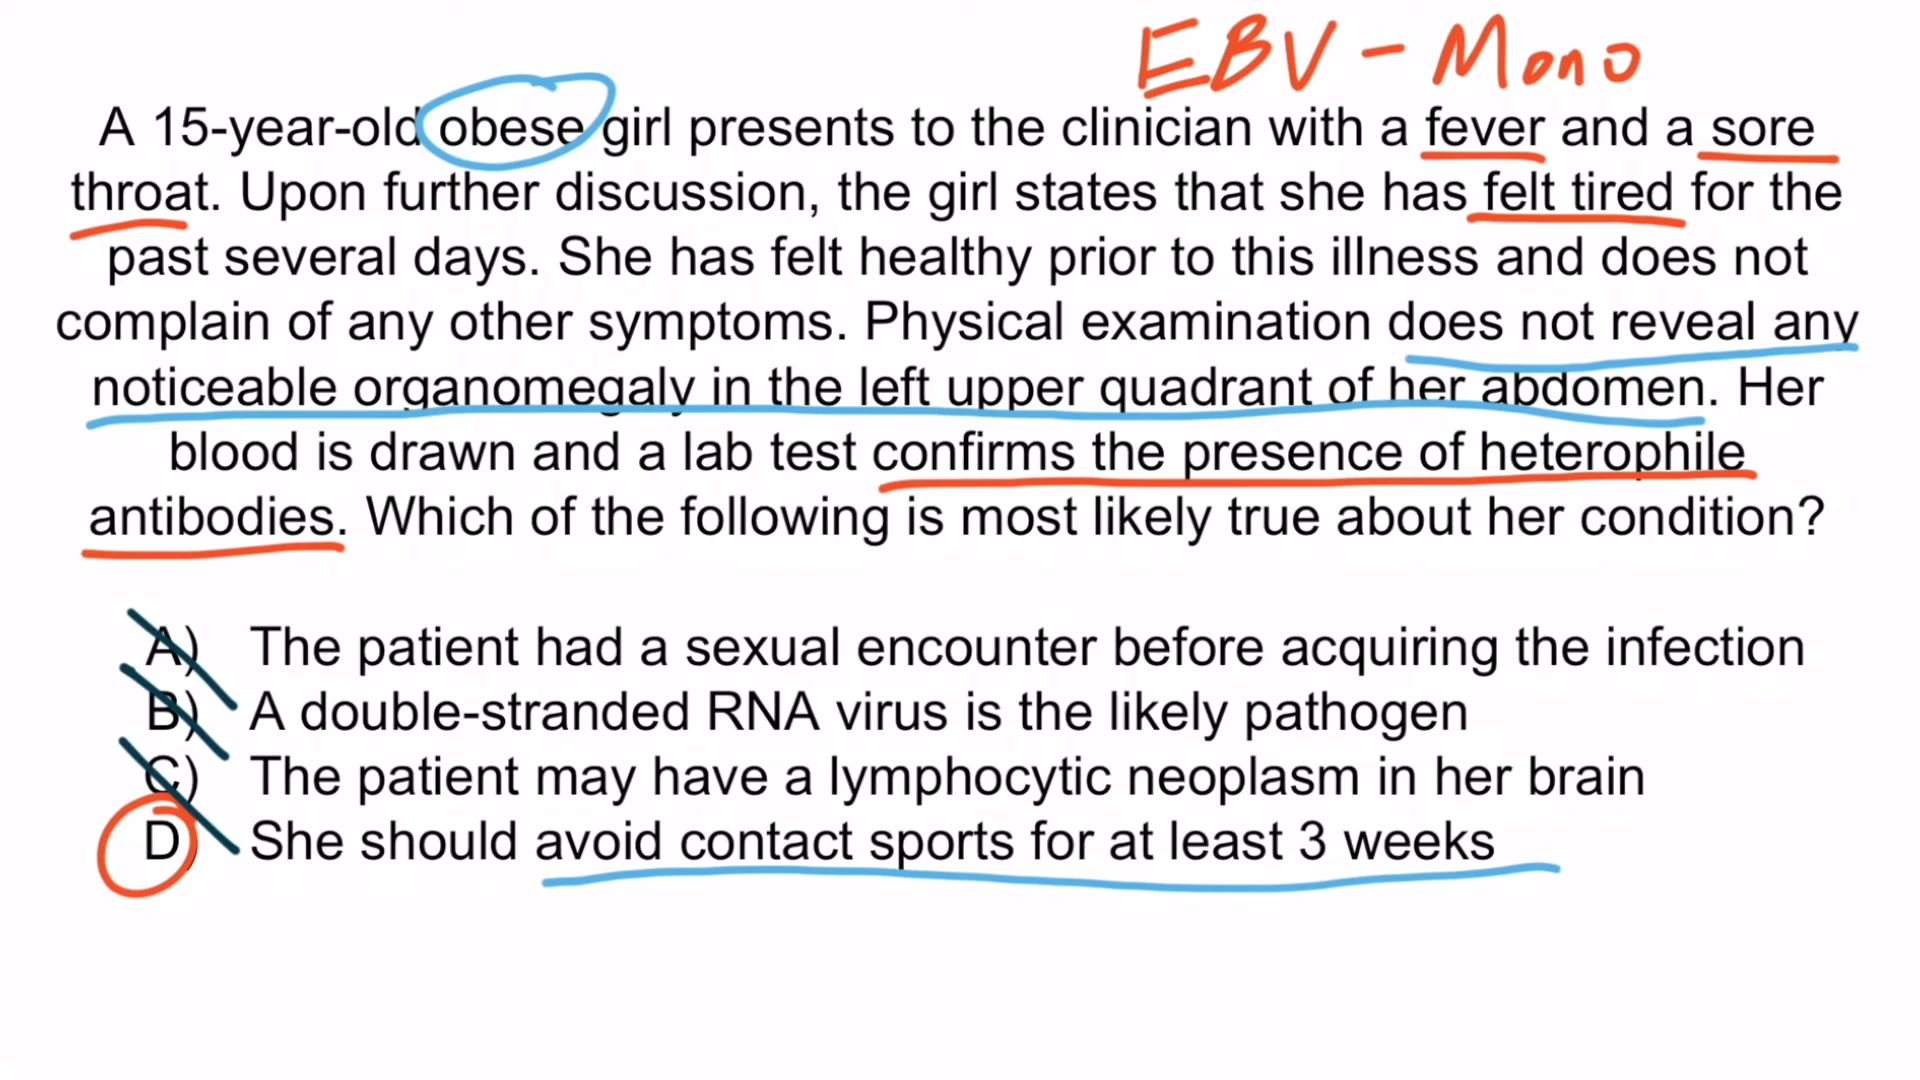 EBV - Mono
A 15-year-old obese girl presents to the clinician with a fever and a sore
throat. Upon further discussion, the girl states that she has felt tired for the
past several days. She has felt healthy prior to this illness and does not
complain of any other symptoms. Physical examination does not reveal any
noticeable organomegaly in the left upper quadrant of her abdomen. Her
blood is drawn and a lab test confirms the presence of heterophile
antibodies. Which of the following is most likely true about her condition?
A) The patient had a sexual encounter before acquiring the infection
B) A double-stranded RNA virus is the likely pathogen
C) The patient may have a lymphocytic neoplasm in her brain
D) She should avoid contact sports for at least 3 weeks